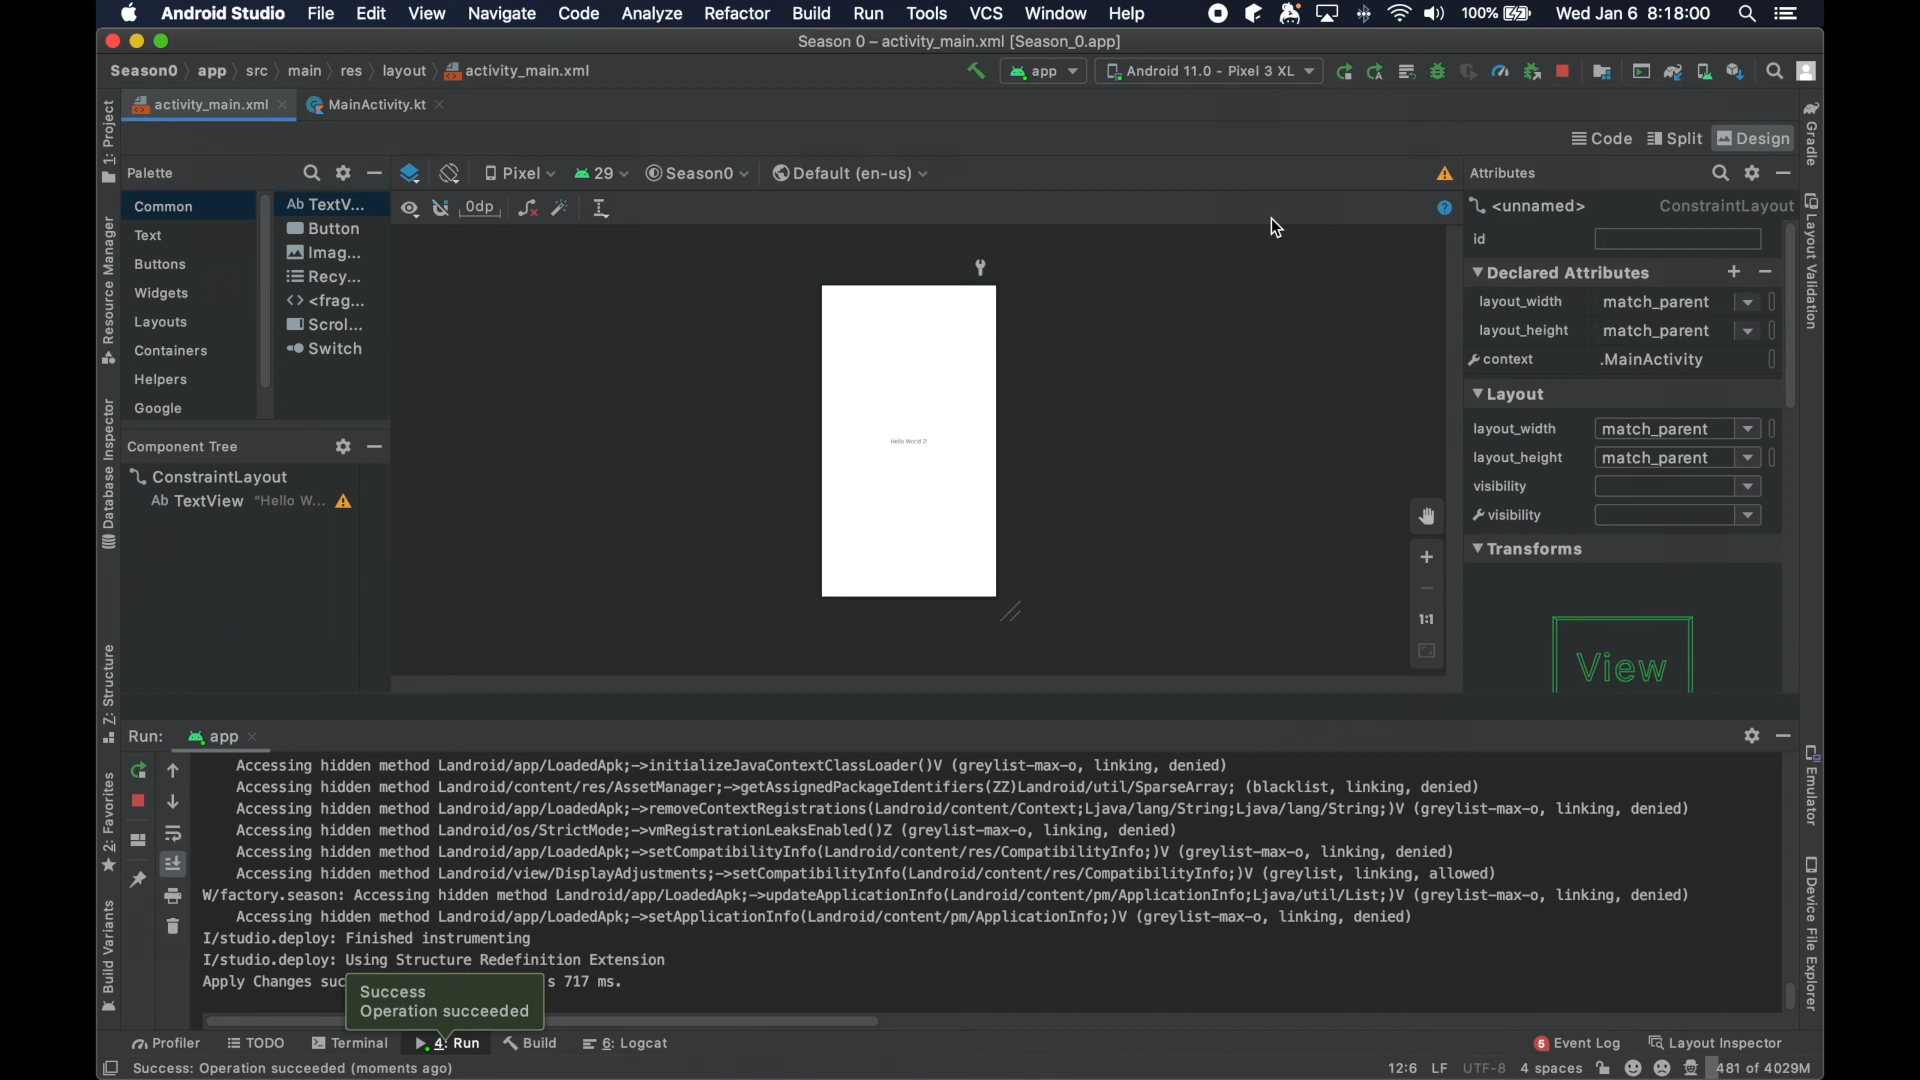 Android Studio File Edit View Navigate Code Analyze Refactor Build Run Tools VCS Window Help 100% Wed Jan 6 8:18:00
Season 0 – activity_main.xml [Season_0.app]
Season0 app src main res layout activity_main.xml app Android 11.0 - Pixel 3 XL
activity_main.xml MainActivity.kt
Code Split Design
Palette Pixel 29 Season0 Default (en-us) Attributes
Common
Text
Buttons
Widgets
Layouts
Containers
Helpers
Google
Ab TextV...
Button
Imag...
Recy...
<frag...
Scrol...
Switch
0dp
Hello World 2!
1:1
Component Tree
ConstraintLayout
Ab TextView "Hello W...
<unnamed> ConstraintLayout
id
Declared Attributes
layout_width match_parent
layout_height match_parent
context .MainActivity
Layout
layout_width match_parent
layout_height match_parent
visibility
visibility
Transforms
View
1: Project
Resource Manager
Database Inspector
Z: Structure
2: Favorites
Build Variants
Gradle
Layout Validation
Emulator
Device File Explorer
Run: app
Accessing hidden method Landroid/app/LoadedApk;->initializeJavaContextClassLoader()V (greylist-max-o, linking, denied)
Accessing hidden method Landroid/content/res/AssetManager;->getAssignedPackageIdentifiers(ZZ)Landroid/util/SparseArray; (blacklist, linking, denied)
Accessing hidden method Landroid/app/LoadedApk;->removeContextRegistrations(Landroid/content/Context;Ljava/lang/String;Ljava/lang/String;)V (greylist-max-o, linking, denied)
Accessing hidden method Landroid/os/StrictMode;->vmRegistrationLeaksEnabled()Z (greylist-max-o, linking, denied)
Accessing hidden method Landroid/app/LoadedApk;->setCompatibilityInfo(Landroid/content/res/CompatibilityInfo;)V (greylist-max-o, linking, denied)
Accessing hidden method Landroid/view/DisplayAdjustments;->setCompatibilityInfo(Landroid/content/res/CompatibilityInfo;)V (greylist, linking, allowed)
W/factory.season: Accessing hidden method Landroid/app/LoadedApk;->updateApplicationInfo(Landroid/content/pm/ApplicationInfo;Ljava/util/List;)V (greylist-max-o, linking, denied)
Accessing hidden method Landroid/app/LoadedApk;->setApplicationInfo(Landroid/content/pm/ApplicationInfo;)V (greylist-max-o, linking, denied)
I/studio.deploy: Finished instrumenting
I/studio.deploy: Using Structure Redefinition Extension
Apply Changes suc s 717 ms.
Success
Operation succeeded
Profiler TODO Terminal 4: Run Build 6: Logcat 5 Event Log Layout Inspector
Success: Operation succeeded (moments ago) 12:6 LF UTF-8 4 spaces 481 of 4029M